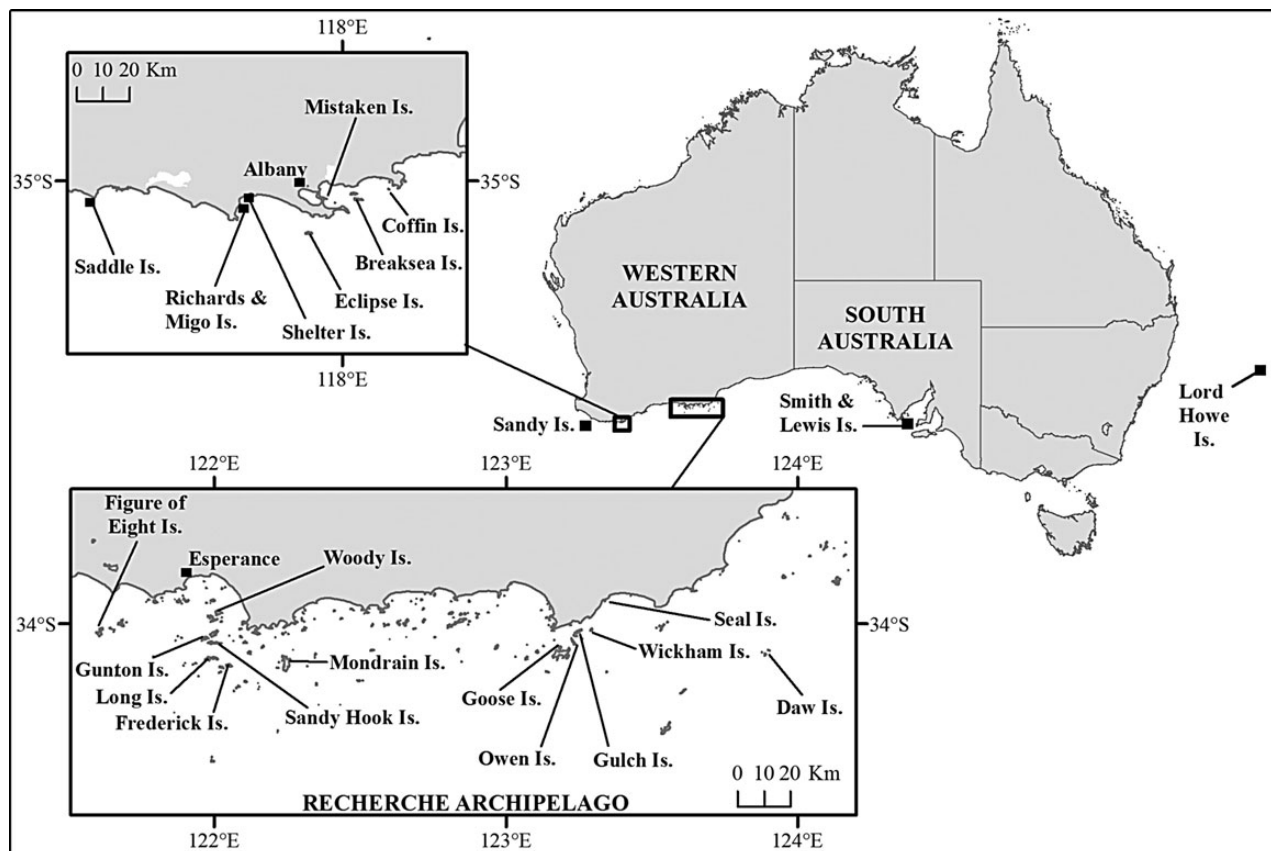 118°E
0 10 20 Km
Mistaken Is.
Albany
35°S
35°S
Coffin Is.
Saddle Is.
Breaksea Is.
Richards &
Migo Is.
Eclipse Is.
Shelter Is.
118°E
WESTERN
AUSTRALIA
SOUTH
AUSTRALIA
Sandy Is.
Smith &
Lewis Is.
Lord
Howe
Is.
122°E
123°E
124°E
Figure of
Eight Is.
Esperance
Woody Is.
34°S
34°S
Seal Is.
Gunton Is.
Mondrain Is.
Wickham Is.
Long Is.
Goose Is.
Frederick Is.
Sandy Hook Is.
Daw Is.
Owen Is.
Gulch Is.
0 10 20 Km
RECHERCHE ARCHIPELAGO
122°E
123°E
124°E